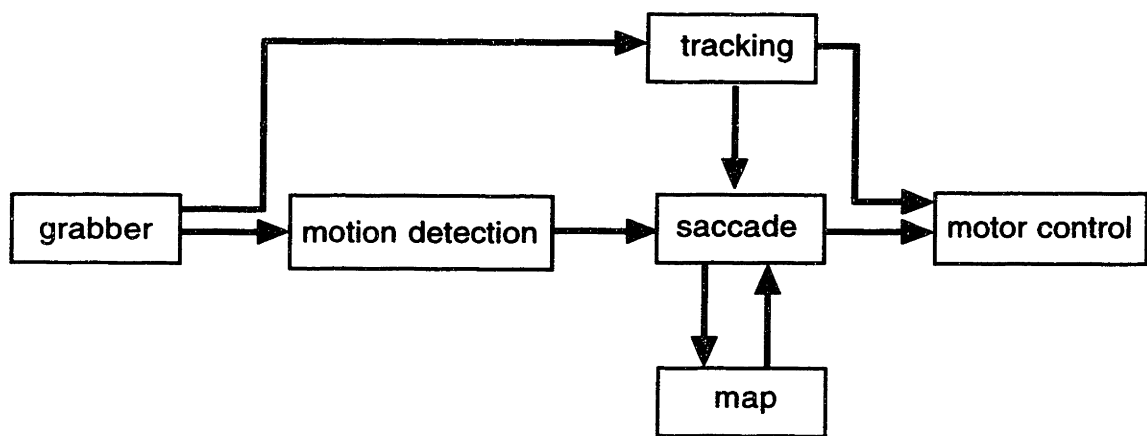 tracking
grabber
motion detection
saccade
motor control
map